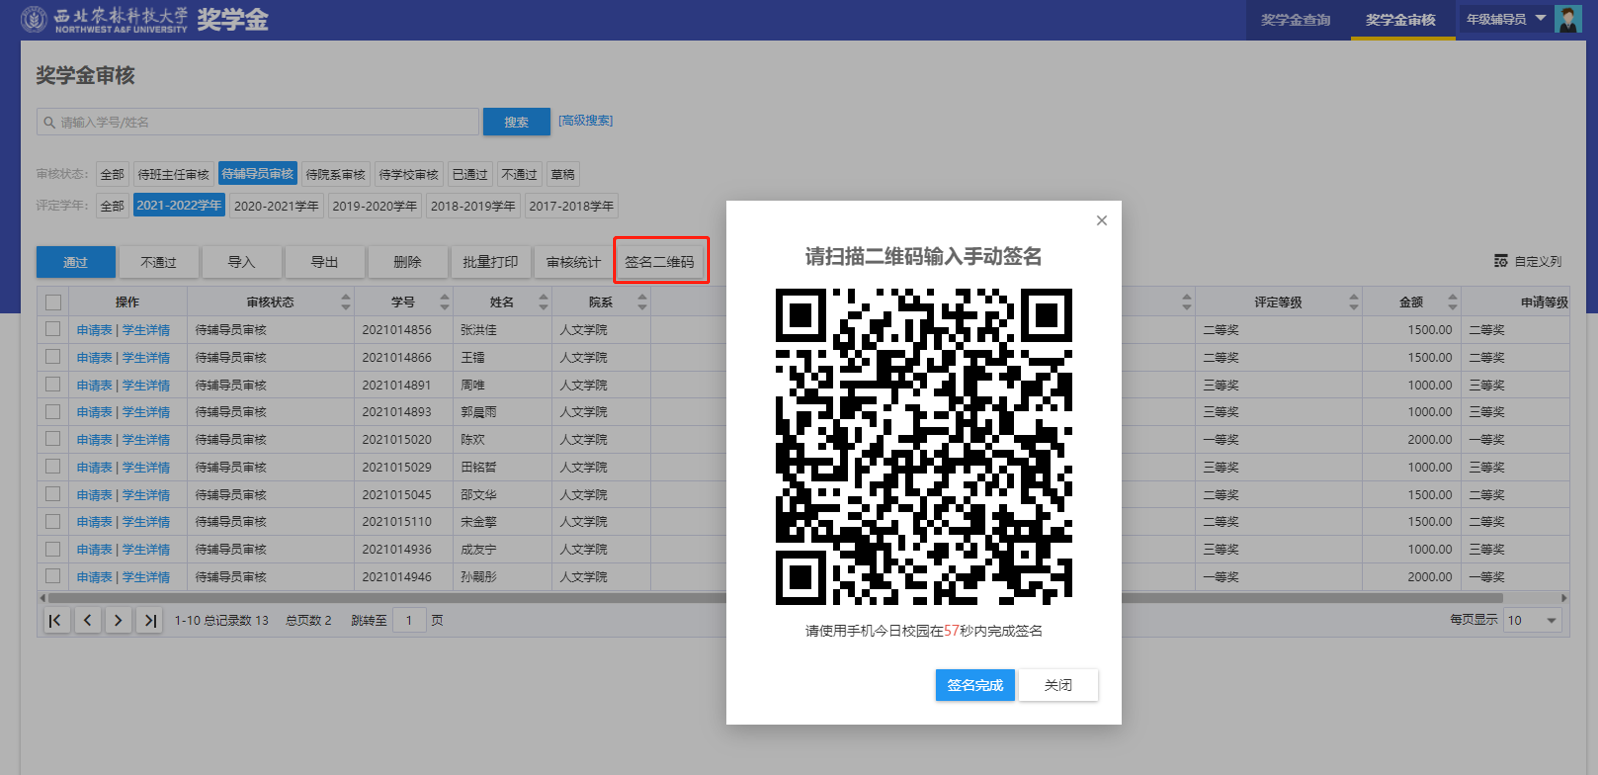 西北农林科技大学 奖学金
NORTHWEST A&F UNIVERSITY
奖学金查询 奖学金审核 年级辅导员
奖学金审核
请输入学号/姓名 搜索 [高级搜索]
审核状态: 全部 待班主任审核 待辅导员审核 待院系审核 待学校审核 已通过 不通过 草稿
评定学年: 全部 2021-2022学年 2020-2021学年 2019-2020学年 2018-2019学年 2017-2018学年
通过 不通过 导入 导出 删除 批量打印 审核统计 签名二维码 自定义列
操作 审核状态 学号 姓名 院系 评定等级 金额 申请等级
申请表 | 学生详情 待辅导员审核 2021014856 张洪佳 人文学院 二等奖 1500.00 二等奖
申请表 | 学生详情 待辅导员审核 2021014866 王镭 人文学院 二等奖 1500.00 二等奖
申请表 | 学生详情 待辅导员审核 2021014891 周唯 人文学院 三等奖 1000.00 三等奖
申请表 | 学生详情 待辅导员审核 2021014893 郭晨雨 人文学院 三等奖 1000.00 三等奖
申请表 | 学生详情 待辅导员审核 2021015020 陈欢 人文学院 一等奖 2000.00 一等奖
申请表 | 学生详情 待辅导员审核 2021015029 田铭晢 人文学院 三等奖 1000.00 三等奖
申请表 | 学生详情 待辅导员审核 2021015045 邵文华 人文学院 二等奖 1500.00 二等奖
申请表 | 学生详情 待辅导员审核 2021015110 宋金擎 人文学院 二等奖 1500.00 二等奖
申请表 | 学生详情 待辅导员审核 2021014936 成友宁 人文学院 三等奖 1000.00 三等奖
申请表 | 学生详情 待辅导员审核 2021014946 人文学院 一等奖 2000.00 一等奖
1-10 总记录数 13 总页数 2 跳转至 1 页 每页显示 10
请扫描二维码输入手动签名
请使用手机今日校园在57秒内完成签名
签名完成 关闭